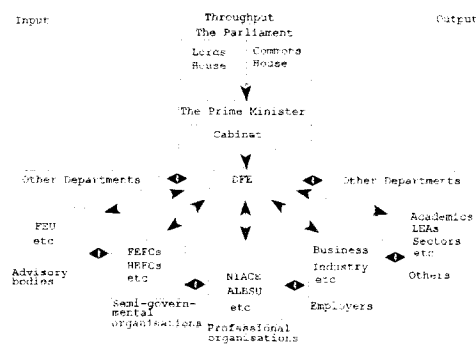 Input Throughput Output
The Parliament
Lords Commons
House House
The Prime Minister
Cabinet
Other Departments DFE Other Departments
FEU
etc
Advisory
bodies
FEFCs
HEFCs
etc
Semi-govern-
mental
organisations
NIACE
ALBSU
etc
Professional
organisations
Business
Industry
etc
Employers
Academics
LEAs
Sectors
etc
Others